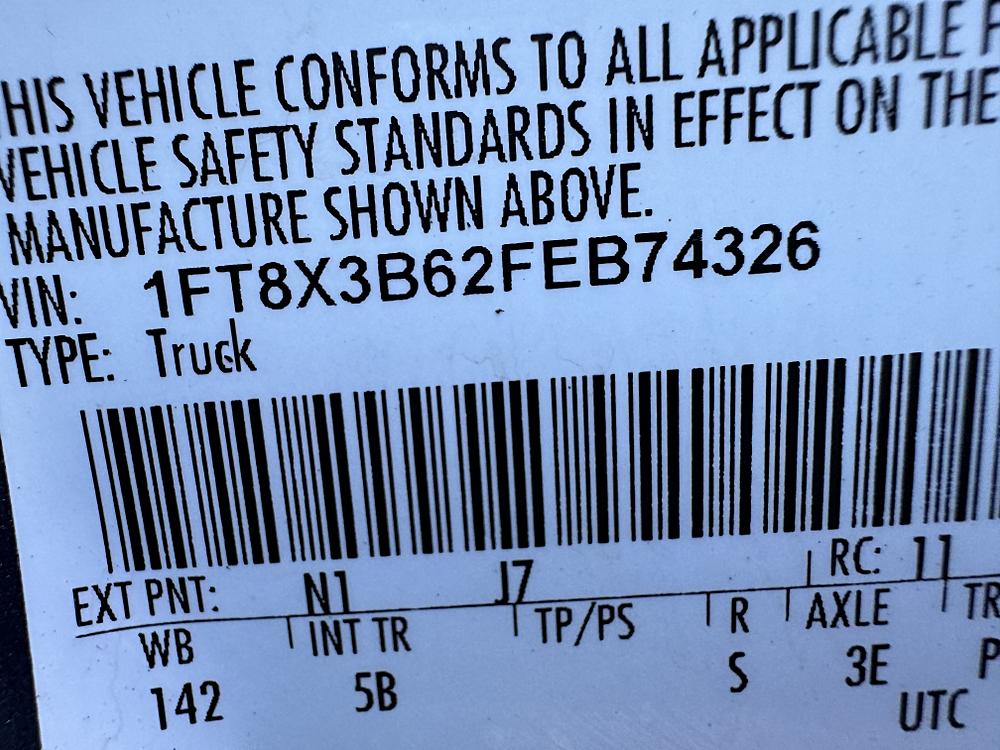 HIS VEHICLE CONFORMS TO ALL APPLICABLE F
VEHICLE SAFETY STANDARDS IN EFFECT ON THE
MANUFACTURE SHOWN ABOVE.
VIN: 1FT8X3B62FEB74326
TYPE: Truck
EXT PNT: N1 J7 RC: 11
WB INT TR TP/PS R AXLE TR
142 5B S 3E P
UTC